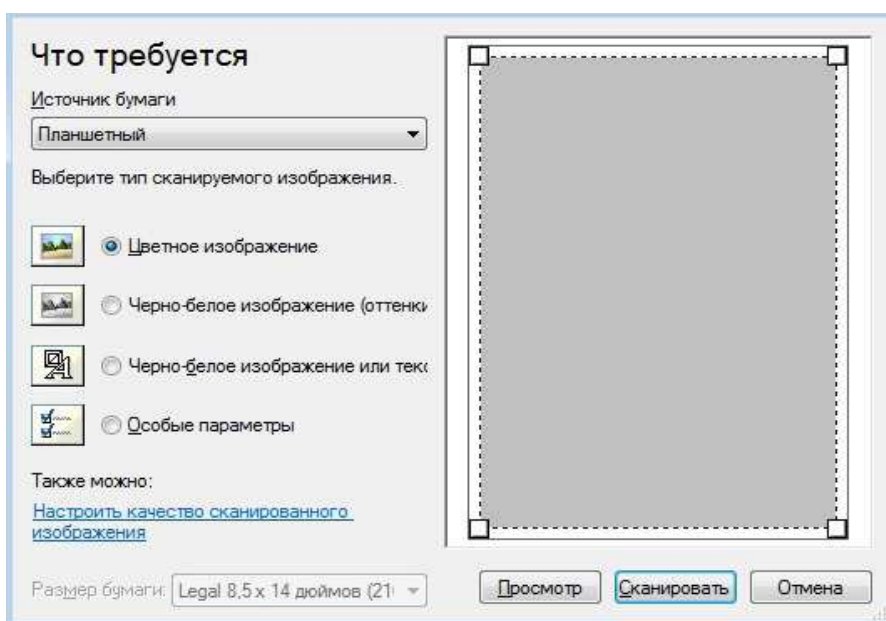 Что требуется
Источник бумаги
Планшетный
Выберите тип сканируемого изображения.
Цветное изображение
Черно-белое изображение (оттенки
Черно-белое изображение или текс
Особые параметры
Также можно:
Настроить качество сканированного
изображения
Размер бумаги: Legal 8,5 x 14 дюймов (21
Просмотр Сканировать Отмена